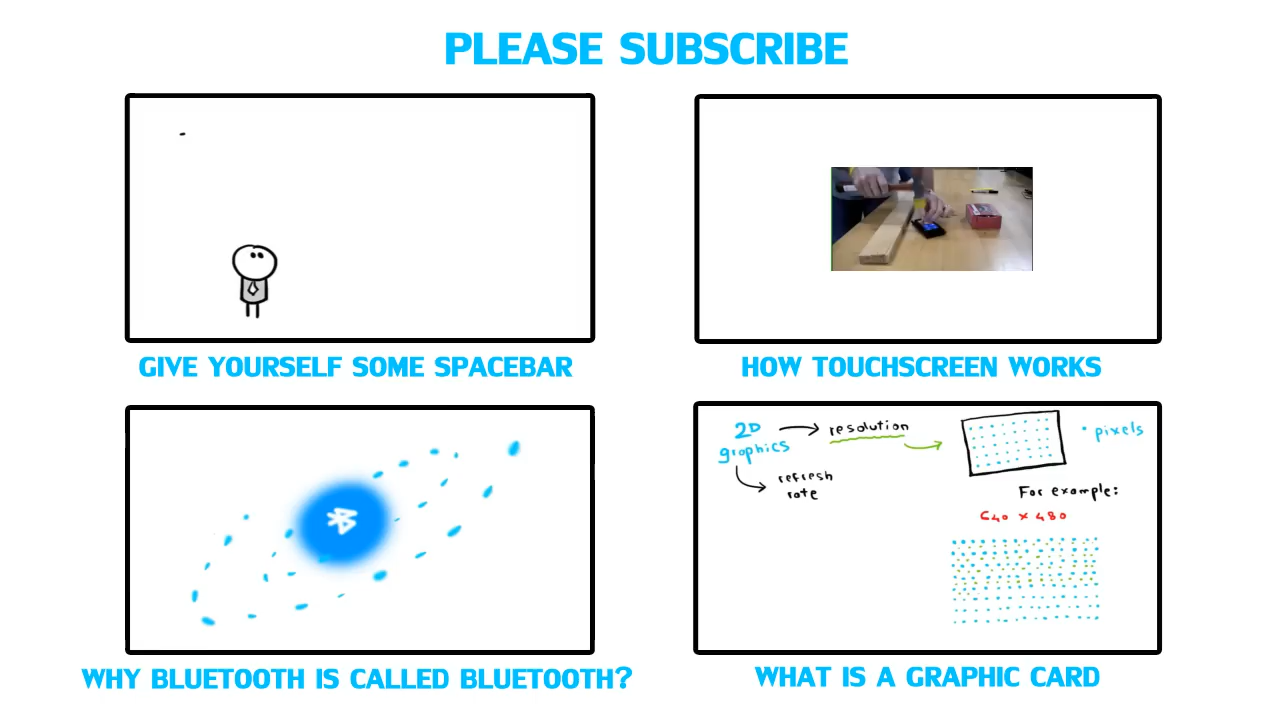 PLEASE SUBSCRIBE
GIVE YOURSELF SOME SPACEBAR
HOW TOUCHSCREEN WORKS
2D graphics
resolution
pixels
refresh rate
For example:
640 x 480
WHY BLUETOOTH IS CALLED BLUETOOTH?
WHAT IS A GRAPHIC CARD